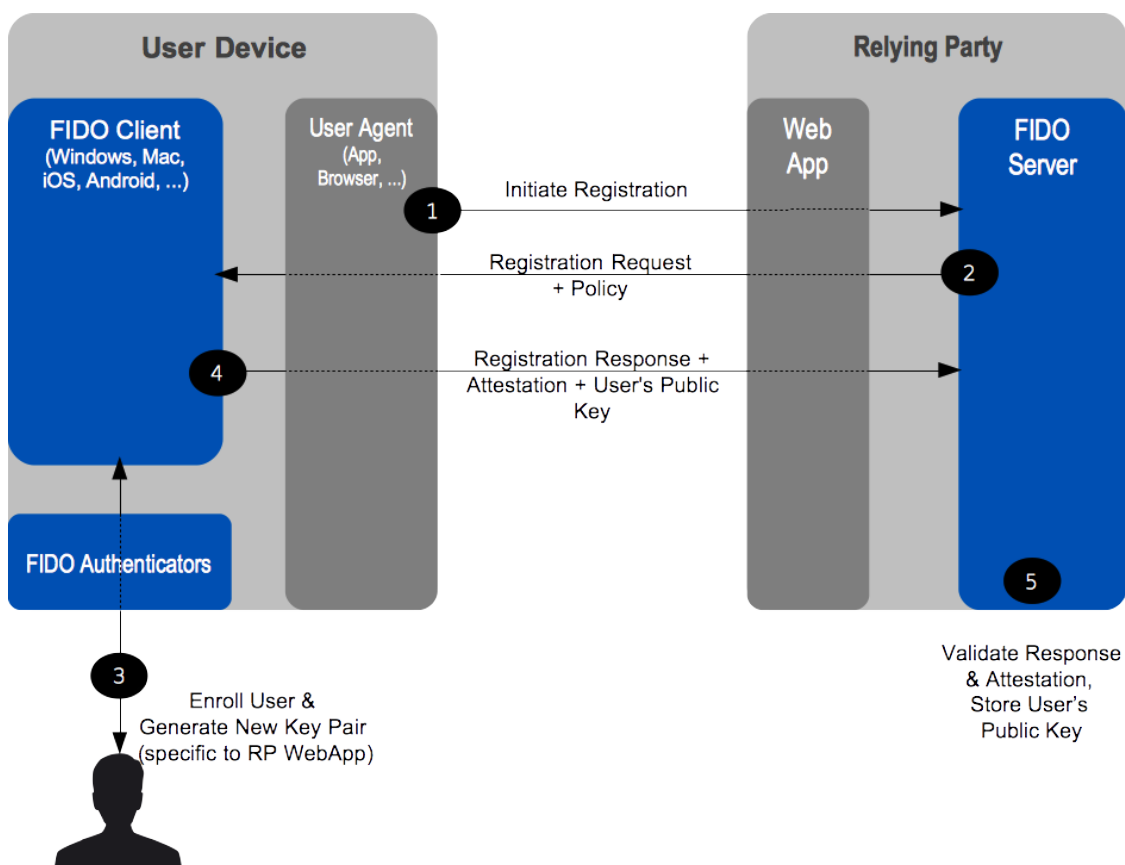 User Device
Relying Party
FIDO Client
(Windows, Mac,
iOS, Android, ...)
User Agent
(App,
Browser, ...)
Web
App
FIDO
Server
1
Initiate Registration
Registration Request
+ Policy
2
4
Registration Response +
Attestation + User's Public
Key
FIDO Authenticators
5
3
Enroll User &
Generate New Key Pair
(specific to RP WebApp)
Validate Response
& Attestation,
Store User’s
Public Key